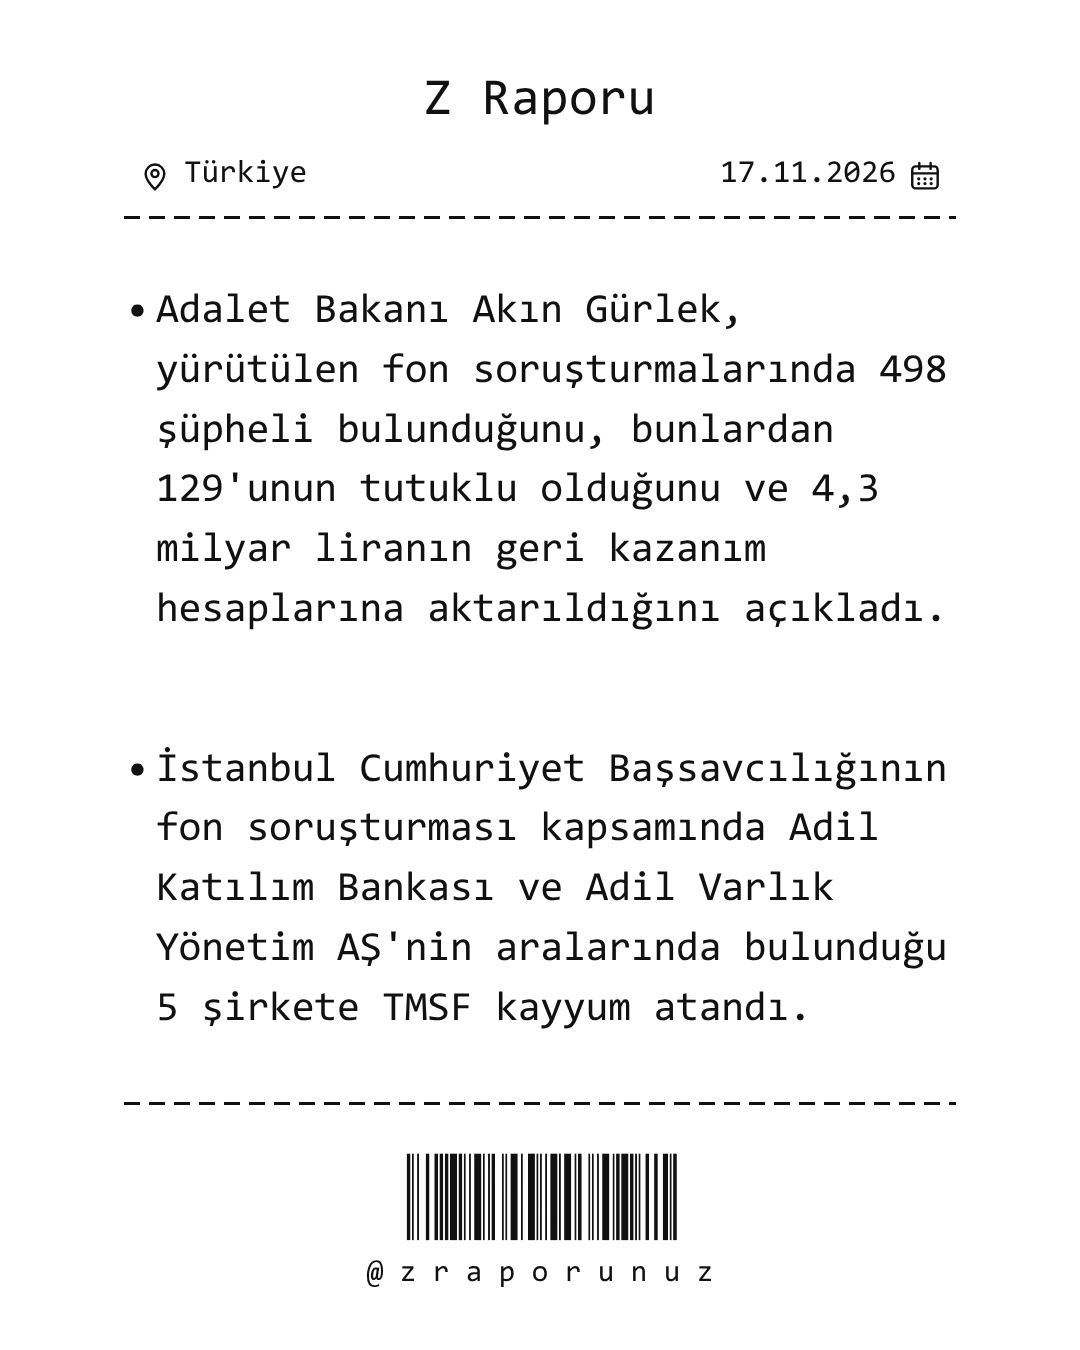 Z Raporu
Türkiye
17.11.2026
• Adalet Bakanı Akın Gürlek,
yürütülen fon soruşturmalarında 498
şüpheli bulunduğunu, bunlardan
129'unun tutuklu olduğunu ve 4,3
milyar liranın geri kazanım
hesaplarına aktarıldığını açıkladı.
• İstanbul Cumhuriyet Başsavcılığının
fon soruşturması kapsamında Adil
Katılım Bankası ve Adil Varlık
Yönetim AŞ'nin aralarında bulunduğu
5 şirkete TMSF kayyum atandı.
@zraporunuz